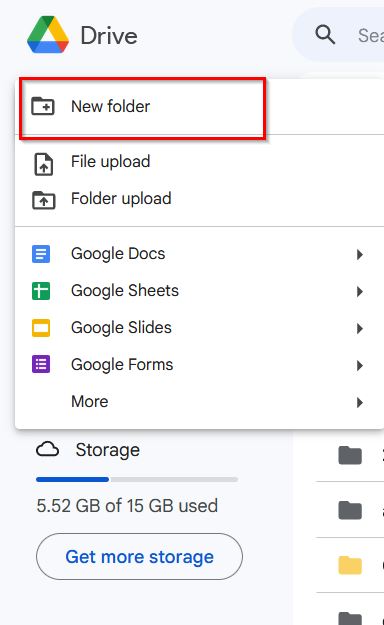 Drive
New folder
File upload
Folder upload
Google Docs
Google Sheets
Google Slides
Google Forms
More
Storage
5.52 GB of 15 GB used
Get more storage